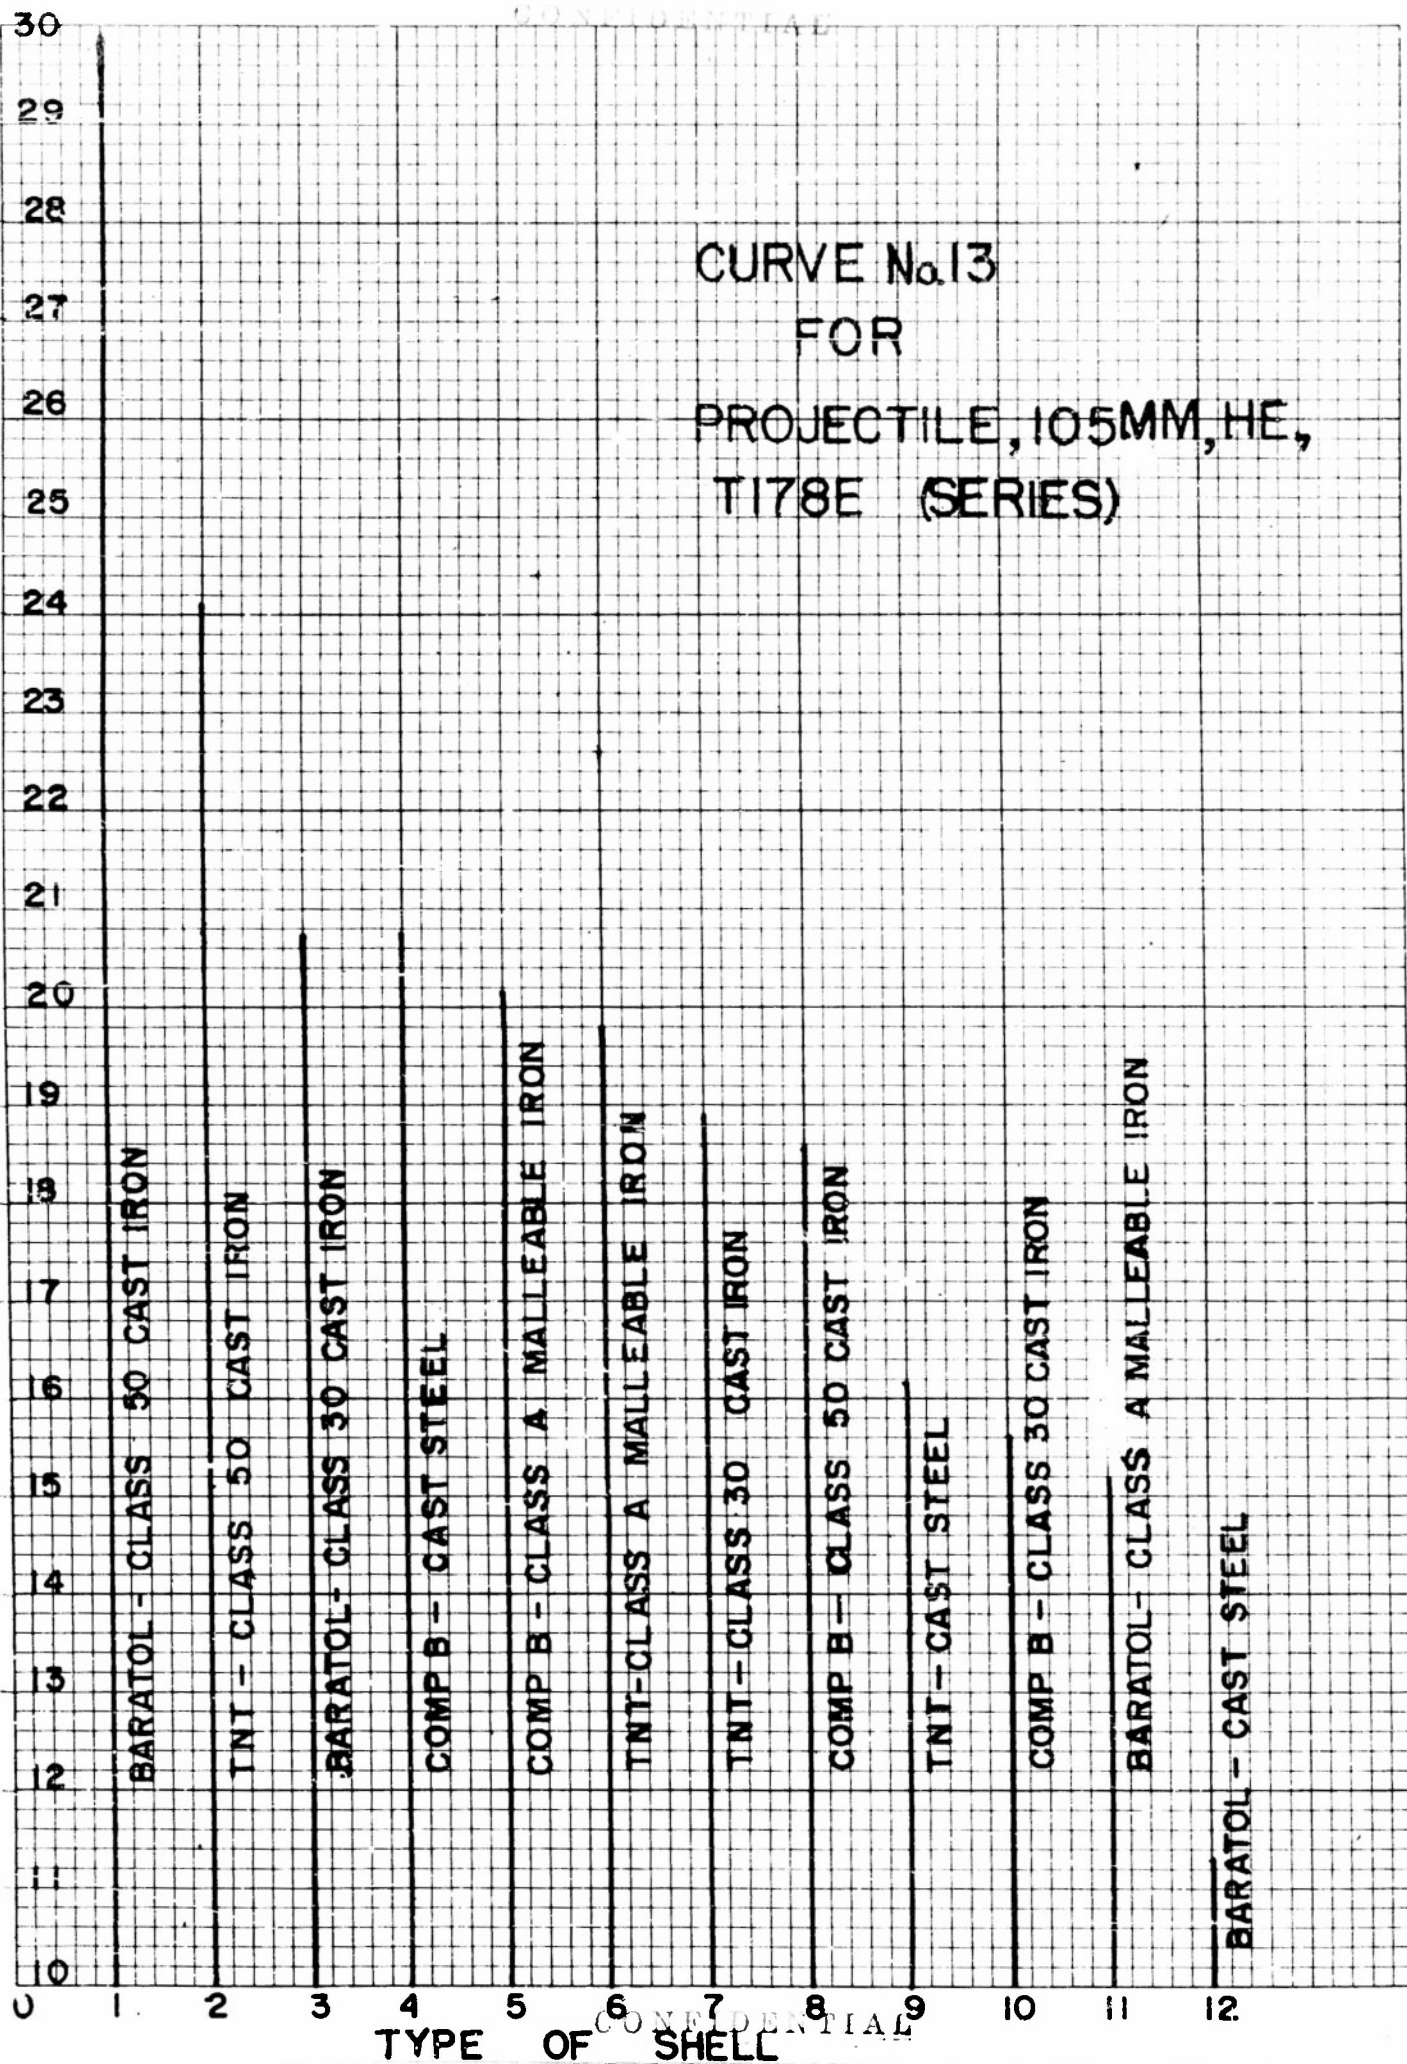 CONFIDENTIAL
30
29
28
27
26
25
24
23
22
21
20
19
18
17
16
15
14
13
12
11
10
CURVE No.13
FOR
PROJECTILE, 105MM, HE,
T178E (SERIES)
BARATOL - CLASS 50 CAST IRON
TNT - CLASS 50 CAST IRON
BARATOL - CLASS 30 CAST IRON
COMP B - CAST STEEL
COMP B - CLASS A MALLEABLE IRON
TNT - CLASS A MALLEABLE IRON
TNT - CLASS 30 CAST IRON
COMP B - CLASS 50 CAST IRON
TNT - CAST STEEL
COMP B - CLASS 30 CAST IRON
BARATOL - CLASS A MALLEABLE IRON
BARATOL - CAST STEEL
0 1 2 3 4 5 6 7 8 9 10 11 12
CONFIDENTIAL
TYPE OF SHELL